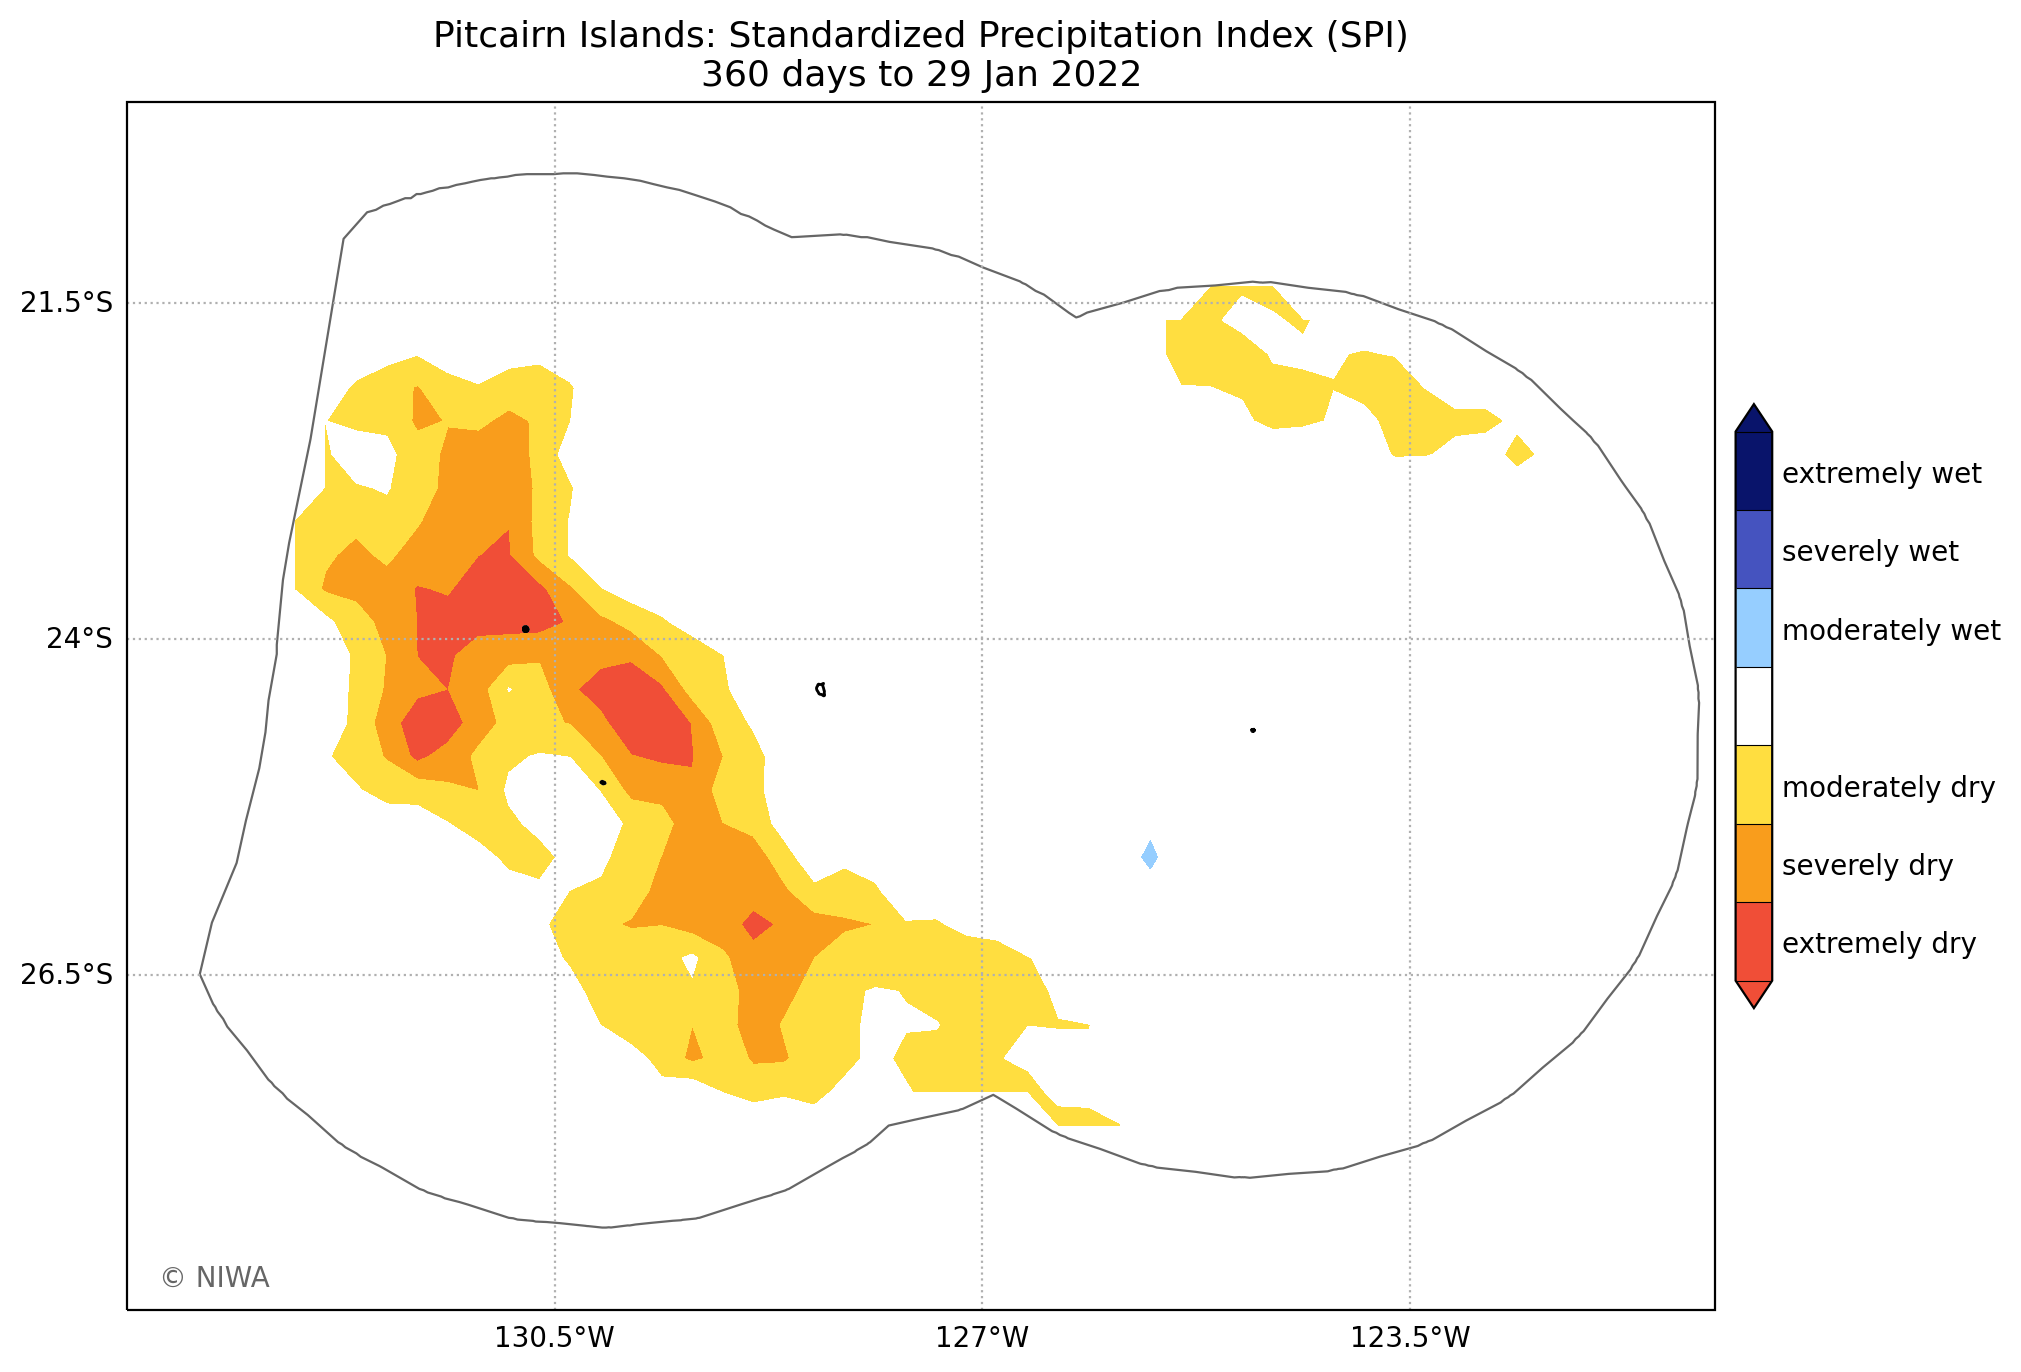 Pitcairn Islands: Standardized Precipitation Index (SPI)
360 days to 29 Jan 2022
21.5°S
24°S
26.5°S
130.5°W
127°W
123.5°W
extremely wet
severely wet
moderately wet
moderately dry
severely dry
extremely dry
© NIWA